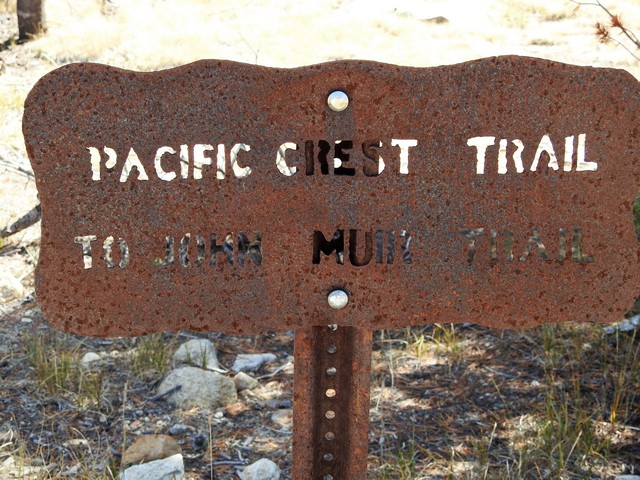 PACIFIC CREST TRAIL
TO JOHN MUIR TRAIL